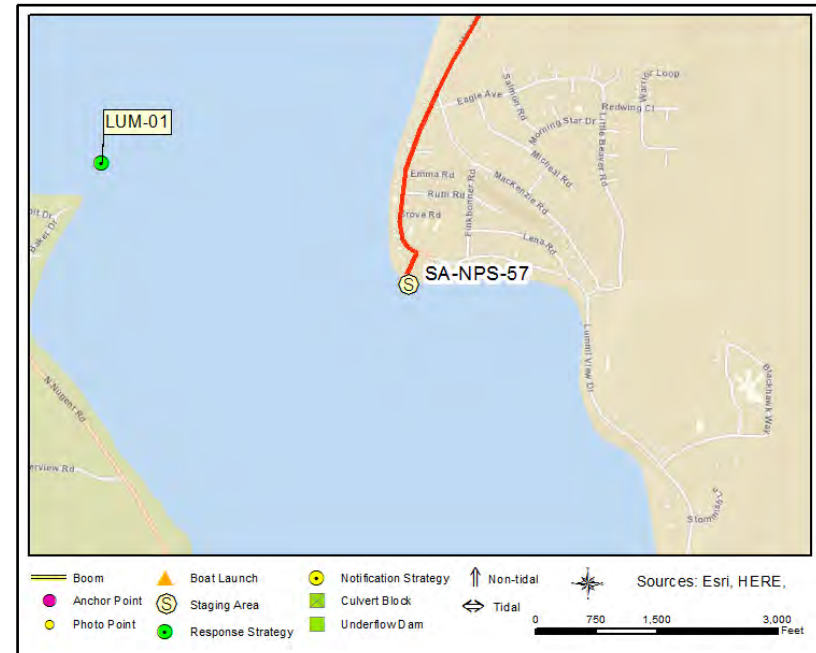 LUM-01
SA-NPS-57
S
Eagle Ave
Salmon Rd
Morning Star Dr
Micheal Rd
Little Beaver Rd
Redwing Ct
Warrior Loop
Emma Rd
Ruth Rd
MacKenzie Rd
Finkbonner Rd
Lena Rd
Lummi View Dr
Blackhawk Way
Baker Dr
N Nugent Rd
Boom
Anchor Point
Photo Point
Boat Launch
S
Staging Area
Response Strategy
Notification Strategy
Culvert Block
Underflow Dam
Non-tidal
Tidal
Sources: Esri, HERE,
0 750 1,500 3,000
Feet